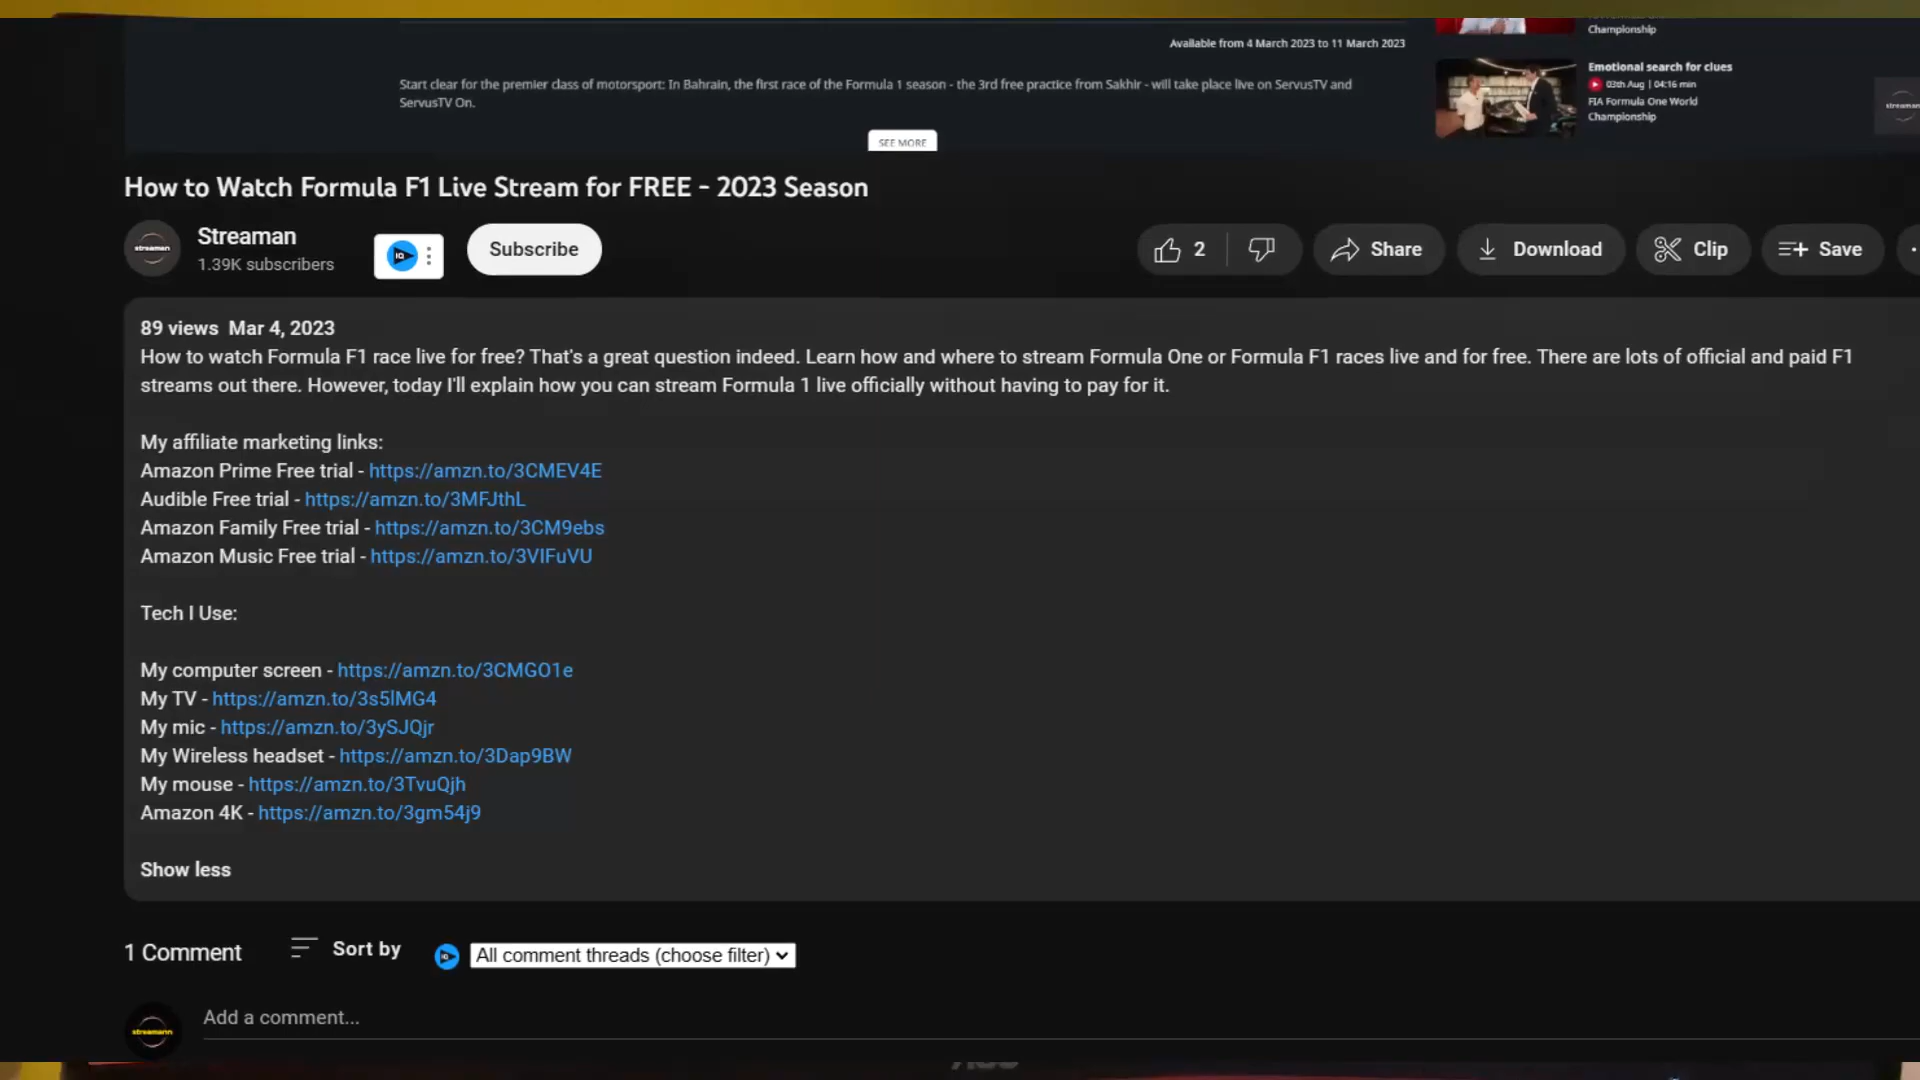 Championship
Available from 4 March 2023 to 11 March 2023
Emotional search for clues
03th Aug | 04:16 min
FIA Formula One World
Championship
Start clear for the premier class of motorsport: In Bahrain, the first race of the Formula 1 season - the 3rd free practice from Sakhir - will take place live on ServusTV and
ServusTV On.
SEE MORE
How to Watch Formula F1 Live Stream for FREE - 2023 Season
streaman
Streaman
1.39K subscribers
IQ
Subscribe
2
Share
Download
Clip
Save
89 views Mar 4, 2023
How to watch Formula F1 race live for free? That's a great question indeed. Learn how and where to stream Formula One or Formula F1 races live and for free. There are lots of official and paid F1
streams out there. However, today I'll explain how you can stream Formula 1 live officially without having to pay for it.
My affiliate marketing links:
Amazon Prime Free trial - https://amzn.to/3CMEV4E
Audible Free trial - https://amzn.to/3MFJthL
Amazon Family Free trial - https://amzn.to/3CM9ebs
Amazon Music Free trial - https://amzn.to/3VIFuVU
Tech I Use:
My computer screen - https://amzn.to/3CMGO1e
My TV - https://amzn.to/3s5lMG4
My mic - https://amzn.to/3ySJQjr
My Wireless headset - https://amzn.to/3Dap9BW
My mouse - https://amzn.to/3TvuQjh
Amazon 4K - https://amzn.to/3gm54j9
Show less
1 Comment
Sort by
All comment threads (choose filter)
streamann
Add a comment...